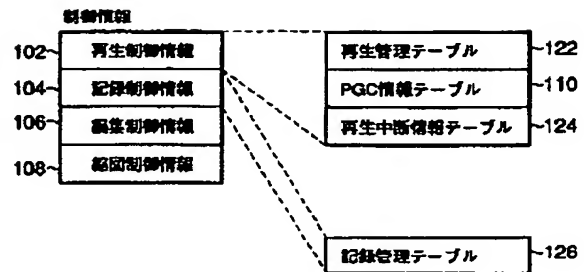 制御情報
102 再生制御情報
104 記録制御情報
106 編集制御情報
108 縮図制御情報
再生管理テーブル 122
PGC情報テーブル 110
再生中断情報テーブル 124
記録管理テーブル 126